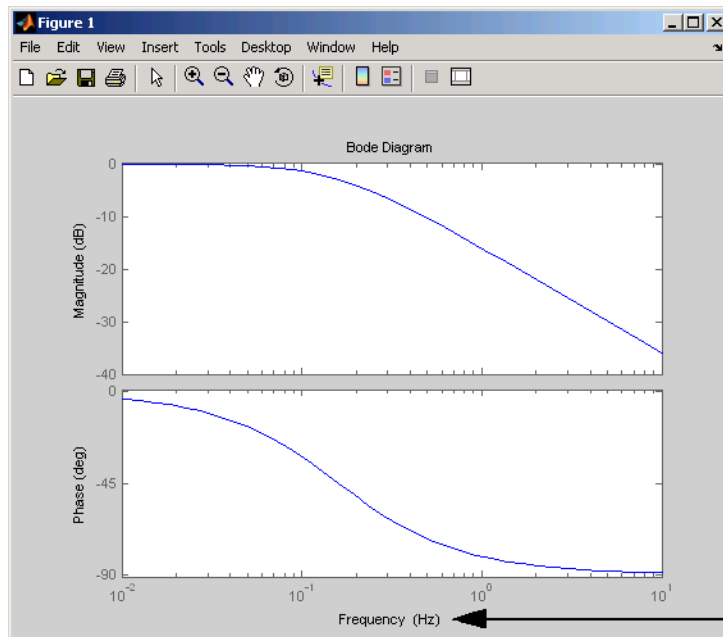 Figure 1
File Edit View Insert Tools Desktop Window Help
Bode Diagram
Magnitude (dB)
0
-10
-20
-30
-40
Phase (deg)
0
-45
-90
10^-2 10^-1 10^0 10^1
Frequency (Hz)